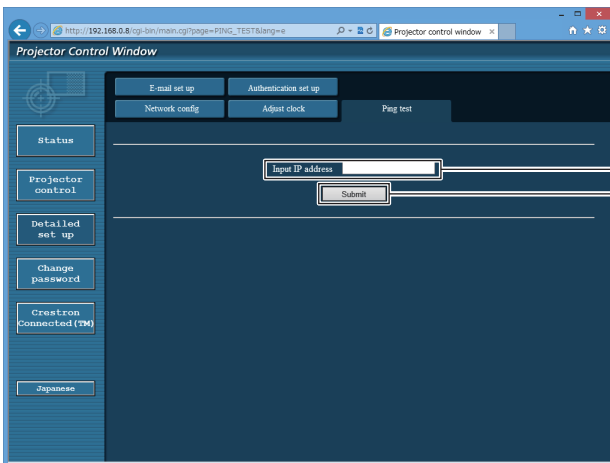 http://192.168.0.8/cgi-bin/main.cgi?page=PING_TEST&lang=e
Projector control window
Projector Control Window
E-mail set up
Authentication set up
Network config
Adjust clock
Ping test
Status
Projector
control
Detailed
set up
Change
password
Crestron
Connected(TM)
Japanese
Input IP address
Submit